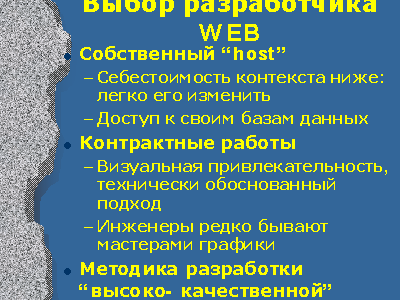 Выбор разработчика
WEB
Собственный “host”
– Себестоимость контекста ниже:
легко его изменить
– Доступ к своим базам данных
Контрактные работы
– Визуальная привлекательность,
технически обоснованный
подход
– Инженеры редко бывают
мастерами графики
Методика разработки
“высоко- качественной”